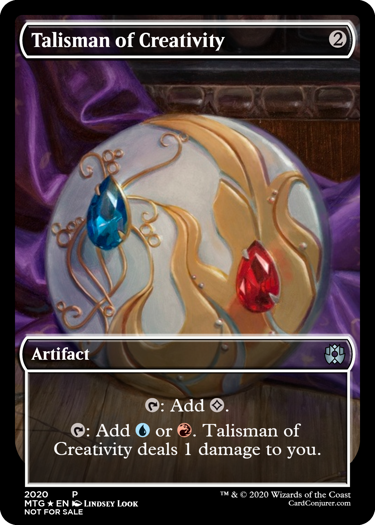 Talisman of Creativity 2
Artifact
: Add .
: Add or . Talisman of
Creativity deals 1 damage to you.
2020 P
MTG ★ EN Lindsey Look
NOT FOR SALE
™ & © 2020 Wizards of the Coast
CardConjurer.com